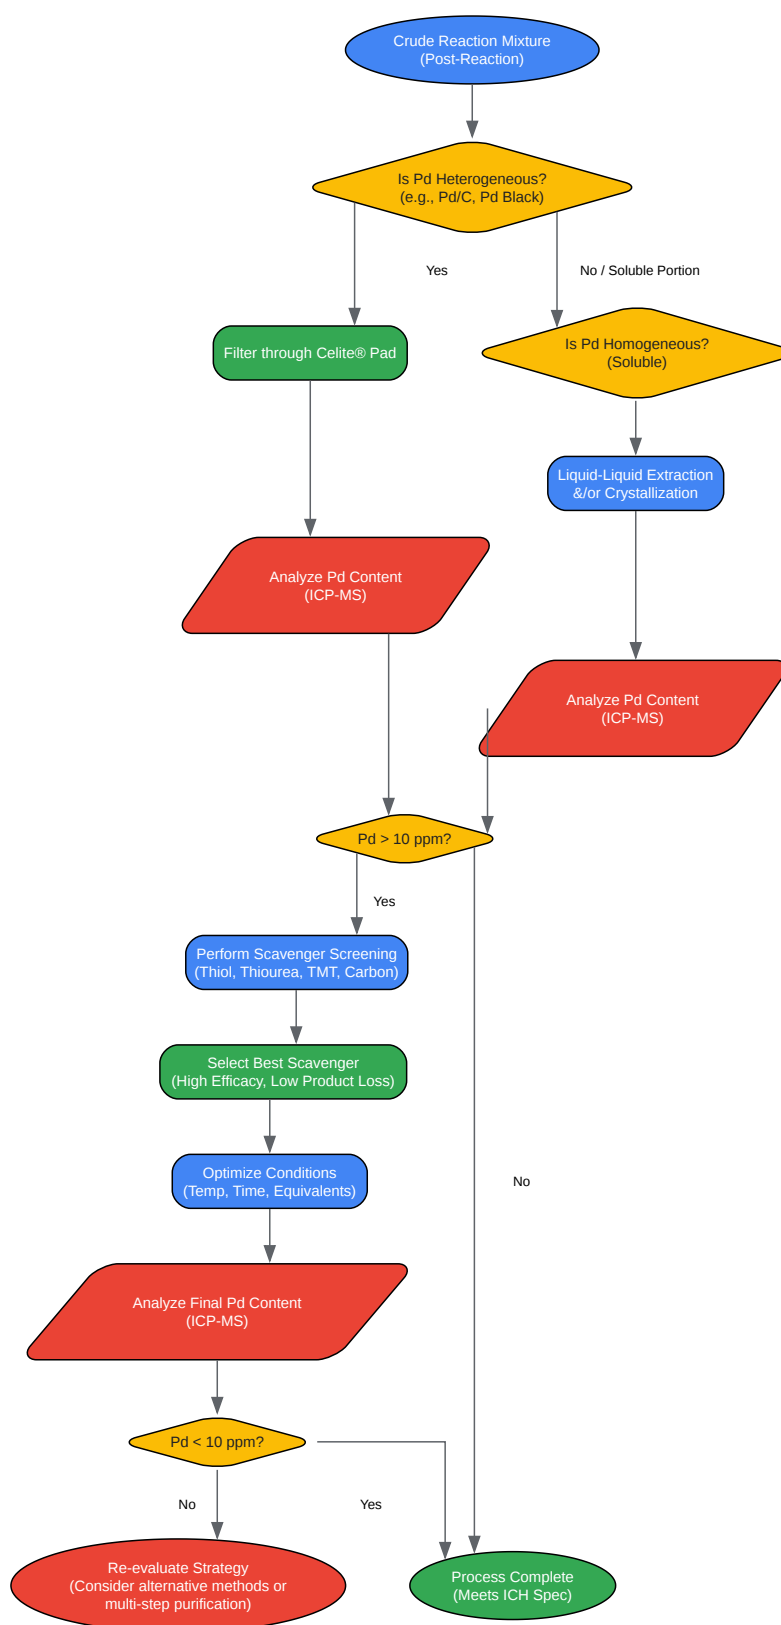 Crude Reaction Mixture
(Post-Reaction)
Is Pd Heterogeneous?
(e.g., Pd/C, Pd Black)
Yes
No / Soluble Portion
Filter through Celite® Pad
Is Pd Homogeneous?
(Soluble)
Liquid-Liquid Extraction
&/or Crystallization
Analyze Pd Content
(ICP-MS)
Analyze Pd Content
(ICP-MS)
Pd > 10 ppm?
Yes
Perform Scavenger Screening
(Thiol, Thiourea, TMT, Carbon)
Select Best Scavenger
(High Efficacy, Low Product Loss)
Optimize Conditions
(Temp, Time, Equivalents)
No
Analyze Final Pd Content
(ICP-MS)
Pd < 10 ppm?
No
Yes
Re-evaluate Strategy
(Consider alternative methods or
multi-step purification)
Process Complete
(Meets ICH Spec)